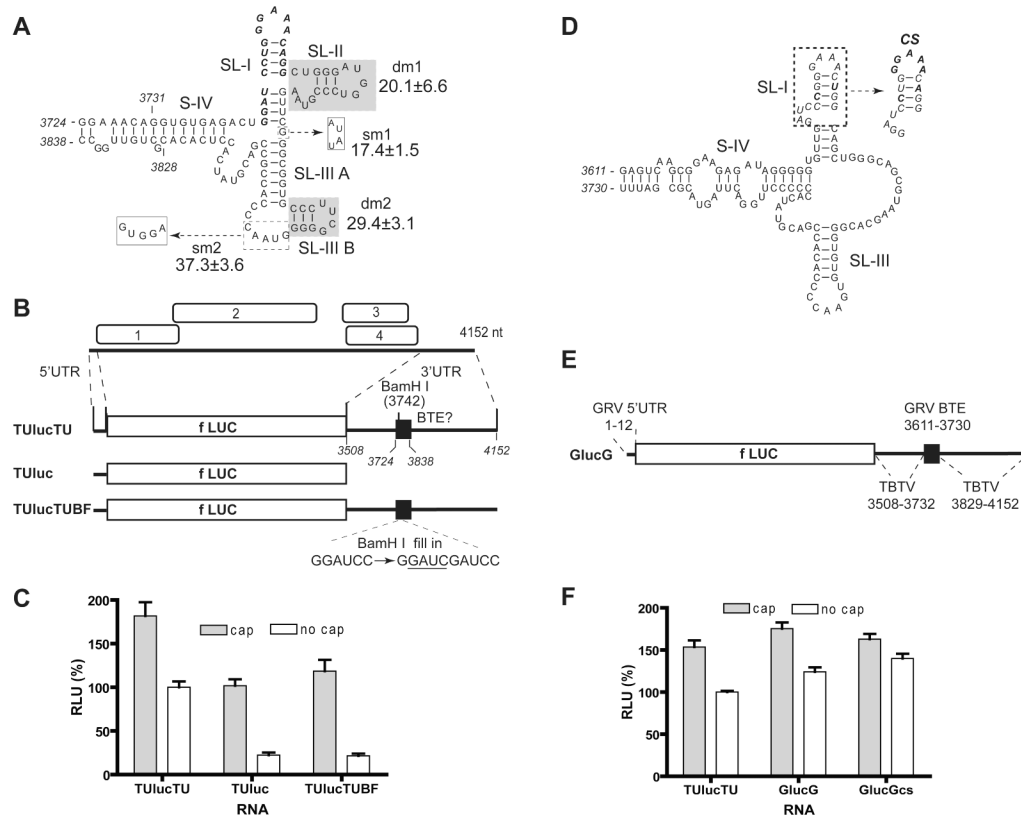 A
SL-I
SL-II
dm1
20.1±6.6
3731
S-IV
3724 - GGAAACAGGUGUGAGACU
3838 -
3828
sm1
17.4±1.5
SL-III A
dm2
29.4±3.1
GUGGA
sm2
37.3±3.6
CAAUG
SL-III B
B
1
2
3
4
4152 nt
5'UTR
3'UTR
BamH I
(3742)
BTE?
TUlucTU
f LUC
3508
3724
3838
4152
TUluc
f LUC
TUlucTUBF
f LUC
BamH I fill in
GGAUCC→GGAUCGAUCC
C
RLU (%)
200
150
100
50
0
cap
no cap
TUlucTU
TUluc
TUlucTUBF
RNA
D
CS
SL-I
S-IV
3611 -
3730 -
SL-III
E
GRV 5'UTR
1-12
GRV BTE
3611-3730
GlucG
f LUC
TBTV
3508-3732
TBTV
3829-4152
F
RLU (%)
200
150
100
50
0
cap
no cap
TUlucTU
GlucG
GlucGcs
RNA